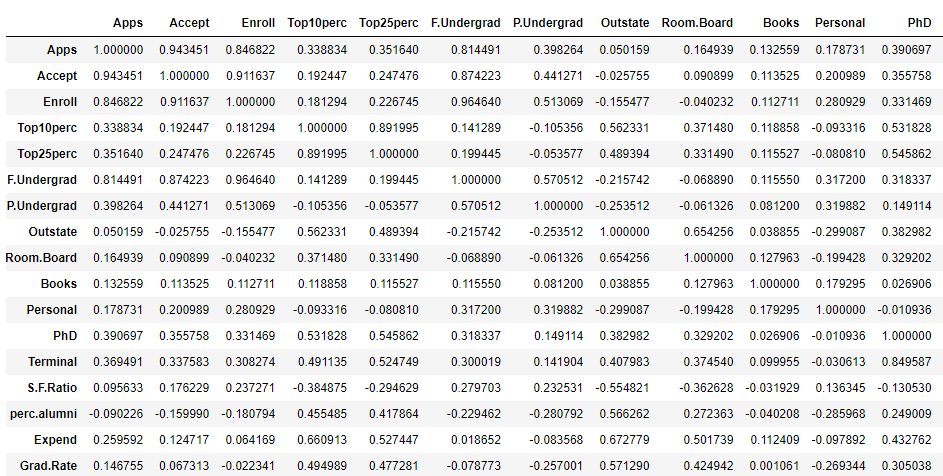 Apps Accept Enroll Top10perc Top25perc F.Undergrad P.Undergrad Outstate Room.Board Books Personal PhD
Apps 1.000000 0.943451 0.846822 0.338834 0.351640 0.814491 0.398264 0.050159 0.164939 0.132559 0.178731 0.390697
Accept 0.943451 1.000000 0.911637 0.192447 0.247476 0.874223 0.441271 -0.025755 0.090899 0.113525 0.200989 0.355758
Enroll 0.846822 0.911637 1.000000 0.181294 0.226745 0.964640 0.513069 -0.155477 -0.040232 0.112711 0.280929 0.331469
Top10perc 0.338834 0.192447 0.181294 1.000000 0.891995 0.141289 -0.105356 0.562331 0.371480 0.118858 -0.093316 0.531828
Top25perc 0.351640 0.247476 0.226745 0.891995 1.000000 0.199445 -0.053577 0.489394 0.331490 0.115527 -0.080810 0.545862
F.Undergrad 0.814491 0.874223 0.964640 0.141289 0.199445 1.000000 0.570512 -0.215742 -0.068890 0.115550 0.317200 0.318337
P.Undergrad 0.398264 0.441271 0.513069 -0.105356 -0.053577 0.570512 1.000000 -0.253512 -0.061326 0.081200 0.319882 0.149114
Outstate 0.050159 -0.025755 -0.155477 0.562331 0.489394 -0.215742 -0.253512 1.000000 0.654256 0.038855 -0.299087 0.382982
Room.Board 0.164939 0.090899 -0.040232 0.371480 0.331490 -0.068890 -0.061326 0.654256 1.000000 0.127963 -0.199428 0.329202
Books 0.132559 0.113525 0.112711 0.118858 0.115527 0.115550 0.081200 0.038855 0.127963 1.000000 0.179295 0.026906
Personal 0.178731 0.200989 0.280929 -0.093316 -0.080810 0.317200 0.319882 -0.299087 -0.199428 0.179295 1.000000 -0.010936
PhD 0.390697 0.355758 0.331469 0.531828 0.545862 0.318337 0.149114 0.382982 0.329202 0.026906 -0.010936 1.000000
Terminal 0.369491 0.337583 0.308274 0.491135 0.524749 0.300019 0.141904 0.407983 0.374540 0.099955 -0.030613 0.849587
S.F.Ratio 0.095633 0.176229 0.237271 -0.384875 -0.294629 0.279703 0.232531 -0.554821 -0.362628 -0.031929 0.136345 -0.130530
perc.alumni -0.090226 -0.159990 -0.180794 0.455485 0.417864 -0.229462 -0.280792 0.566262 0.272363 -0.040208 -0.285968 0.249009
Expend 0.259592 0.124717 0.064169 0.660913 0.527447 0.018652 -0.083568 0.672779 0.501739 0.112409 -0.097892 0.432762
Grad.Rate 0.146755 0.067313 -0.022341 0.494989 0.477281 -0.078773 -0.257001 0.571290 0.424942 0.001061 -0.269344 0.305038